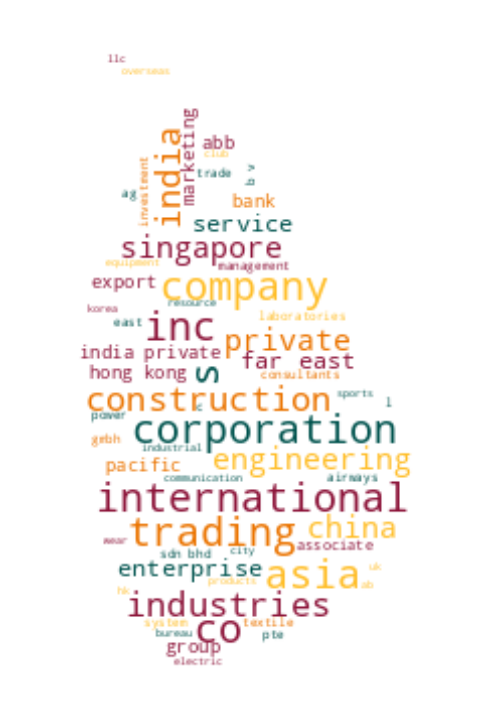 llc
overseas
india
marketing
abb
club
investment
trade
b v
ag
bank
service
singapore
equipment
management
export
company
resource
korea
laboratories
east
inc
private
india private
far east
hong kong
s
consultants
construction
sports
l
c
power
corporation
gmbh
industrial
engineering
pacific
communication
airways
international
trading
china
wear
associate
sdn bhd
city
enterprise
asia
uk
products
ab
hk
industries
system
co
textile
bureau
pte
group
electric